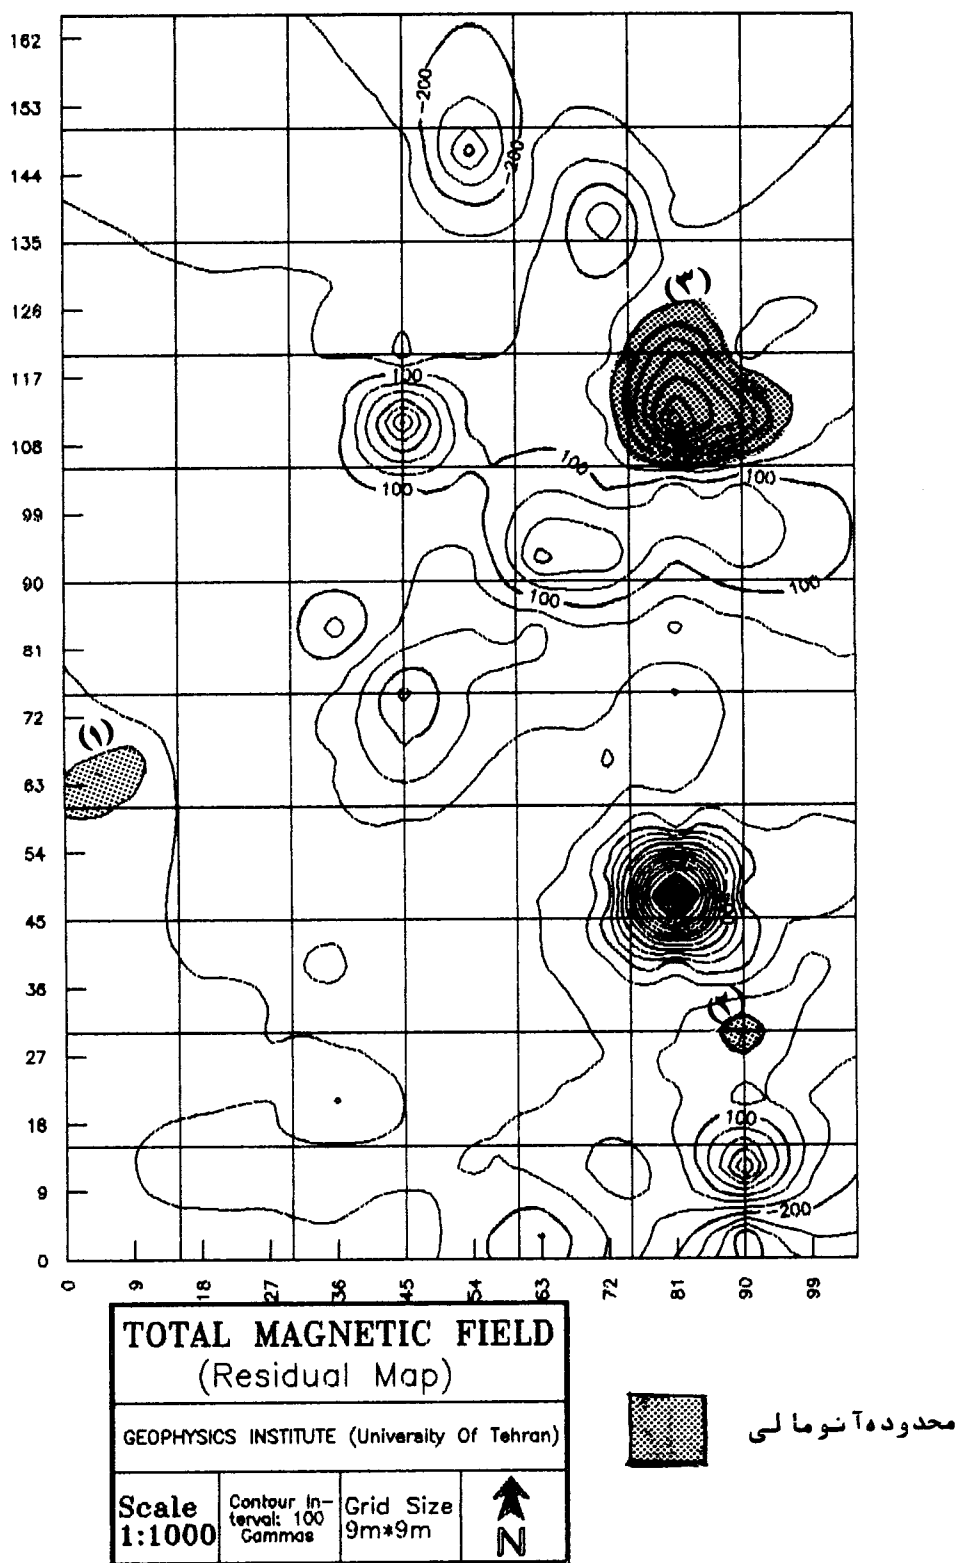 162
-200
153
-200
144
135
(۳)
126
117
100
108
100
100
100
99
90
100
100
81
72
(۱)
63
54
45
36
(۲)
27
18
100
9
-200
0
0 9 18 27 36 45 54 63 72 81 90 99
TOTAL MAGNETIC FIELD
(Residual Map)
GEOPHYSICS INSTITUTE (University Of Tehran)
Scale
1:1000
Contour In-
terval: 100
Gammas
Grid Size
9m*9m
N
محدوده آنومالی